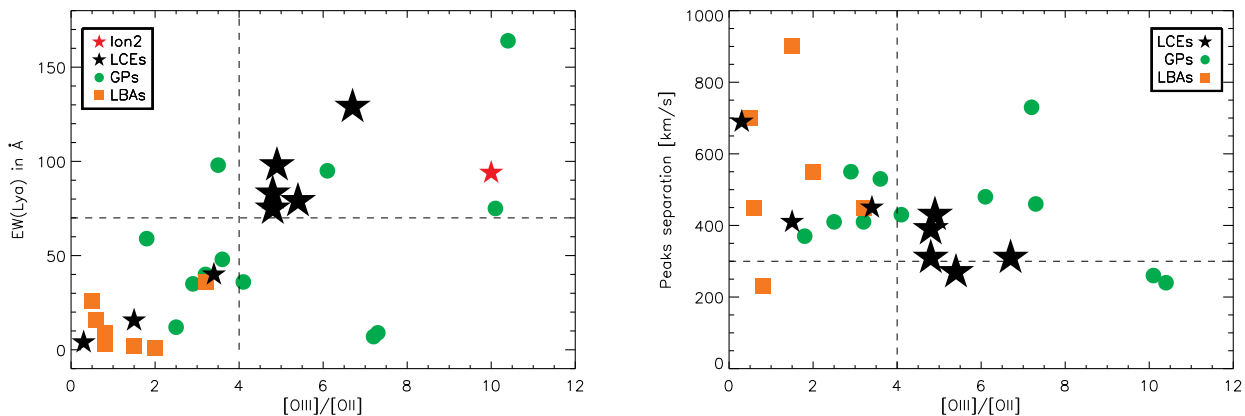 150
100
50
0
0 2 4 6 8 10 12
EW(Lya) in Å
[OIII]/[OII]
Ion2
LCEs
GPs
LBAs
1000
800
600
400
200
0
0 2 4 6 8 10 12
Peaks separation [km/s]
[OIII]/[OII]
LCEs
GPs
LBAs